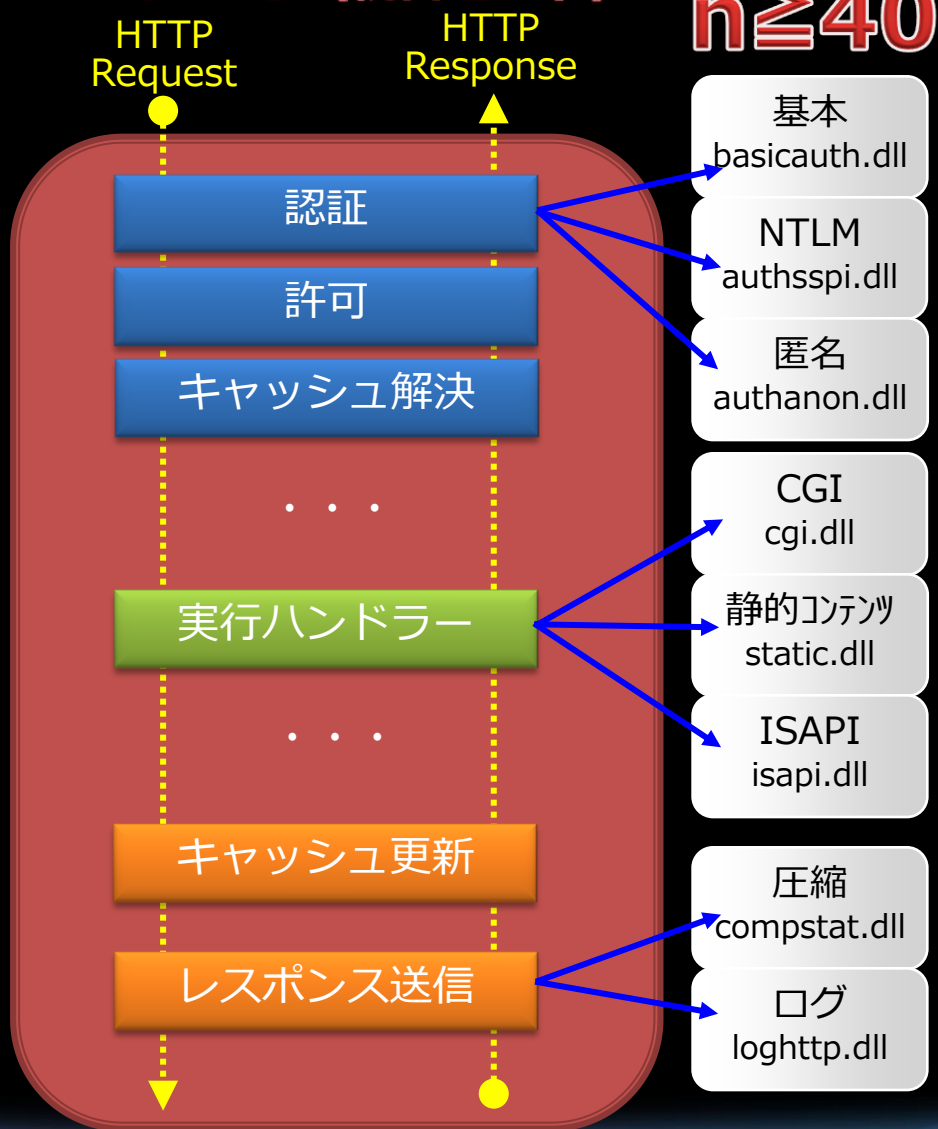 n≧40
HTTP
Request
HTTP
Response
認証
許可
キャッシュ解決
・・・
実行ハンドラー
・・・
キャッシュ更新
レスポンス送信
基本
basicauth.dll
NTLM
authsspi.dll
匿名
authanon.dll
CGI
cgi.dll
静的ｺﾝﾃﾝﾂ
static.dll
ISAPI
isapi.dll
圧縮
compstat.dll
ログ
loghttp.dll